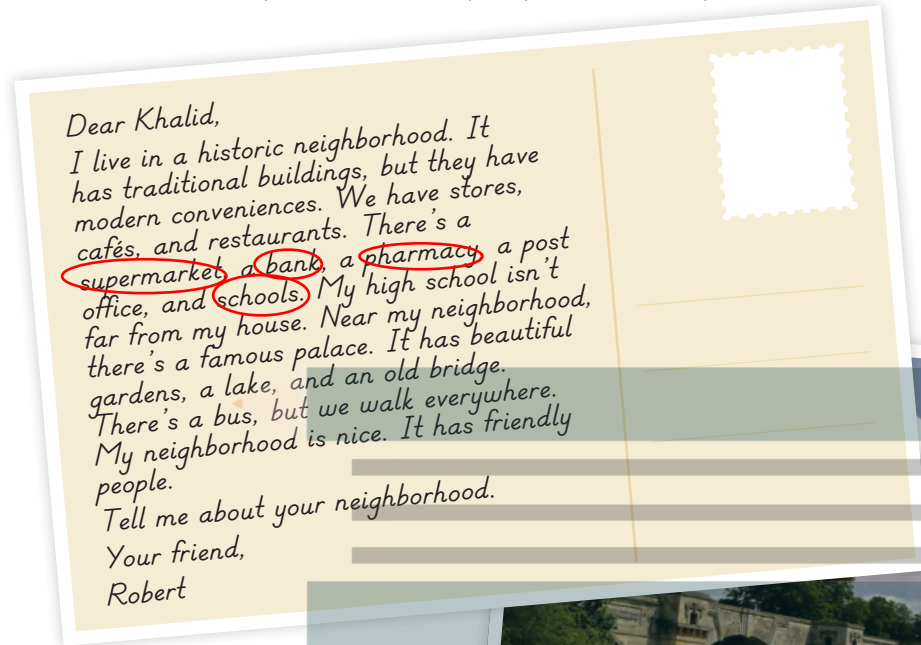 Dear Khalid,
I live in a historic neighborhood. It
has traditional buildings, but they have
modern conveniences. We have stores,
cafés, and restaurants. There's a
supermarket, a bank, a pharmacy, a post
office, and schools. My high school isn't
far from my house. Near my neighborhood,
there's a famous palace. It has beautiful
gardens, a lake, and an old bridge.
There's a bus, but we walk everywhere.
My neighborhood is nice. It has friendly
people.
Tell me about your neighborhood.
Your friend,
Robert